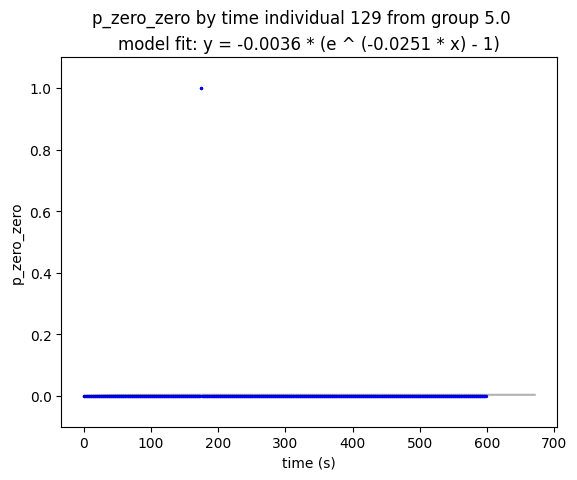 p_zero_zero by time individual 129 from group 5.0
model fit: y = -0.0036 * (e ^ (-0.0251 * x) - 1)
1.0
0.8
0.6
0.4
0.2
0.0
p_zero_zero
0 100 200 300 400 500 600 700
time (s)